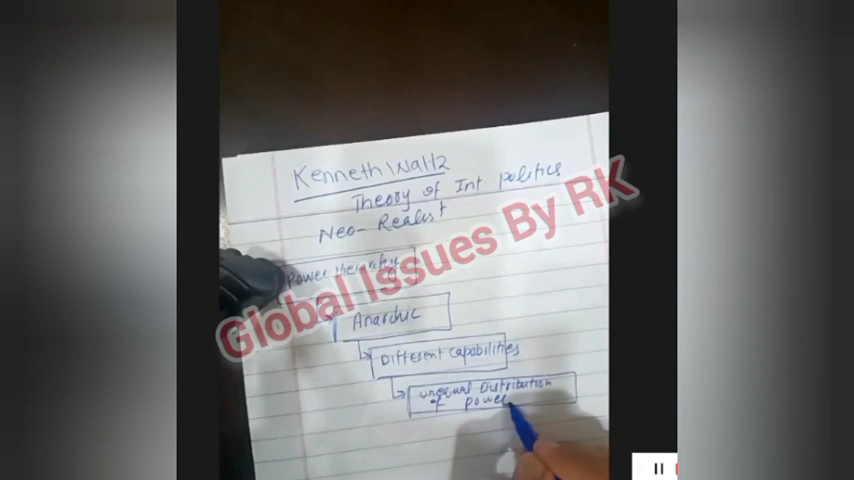 Kenneth Waltz
Theory of Int politics
Neo-Realist
Power Hierarchy
Anarchic
Different capabilities
unequal Distribution
of power
Global Issues By RK